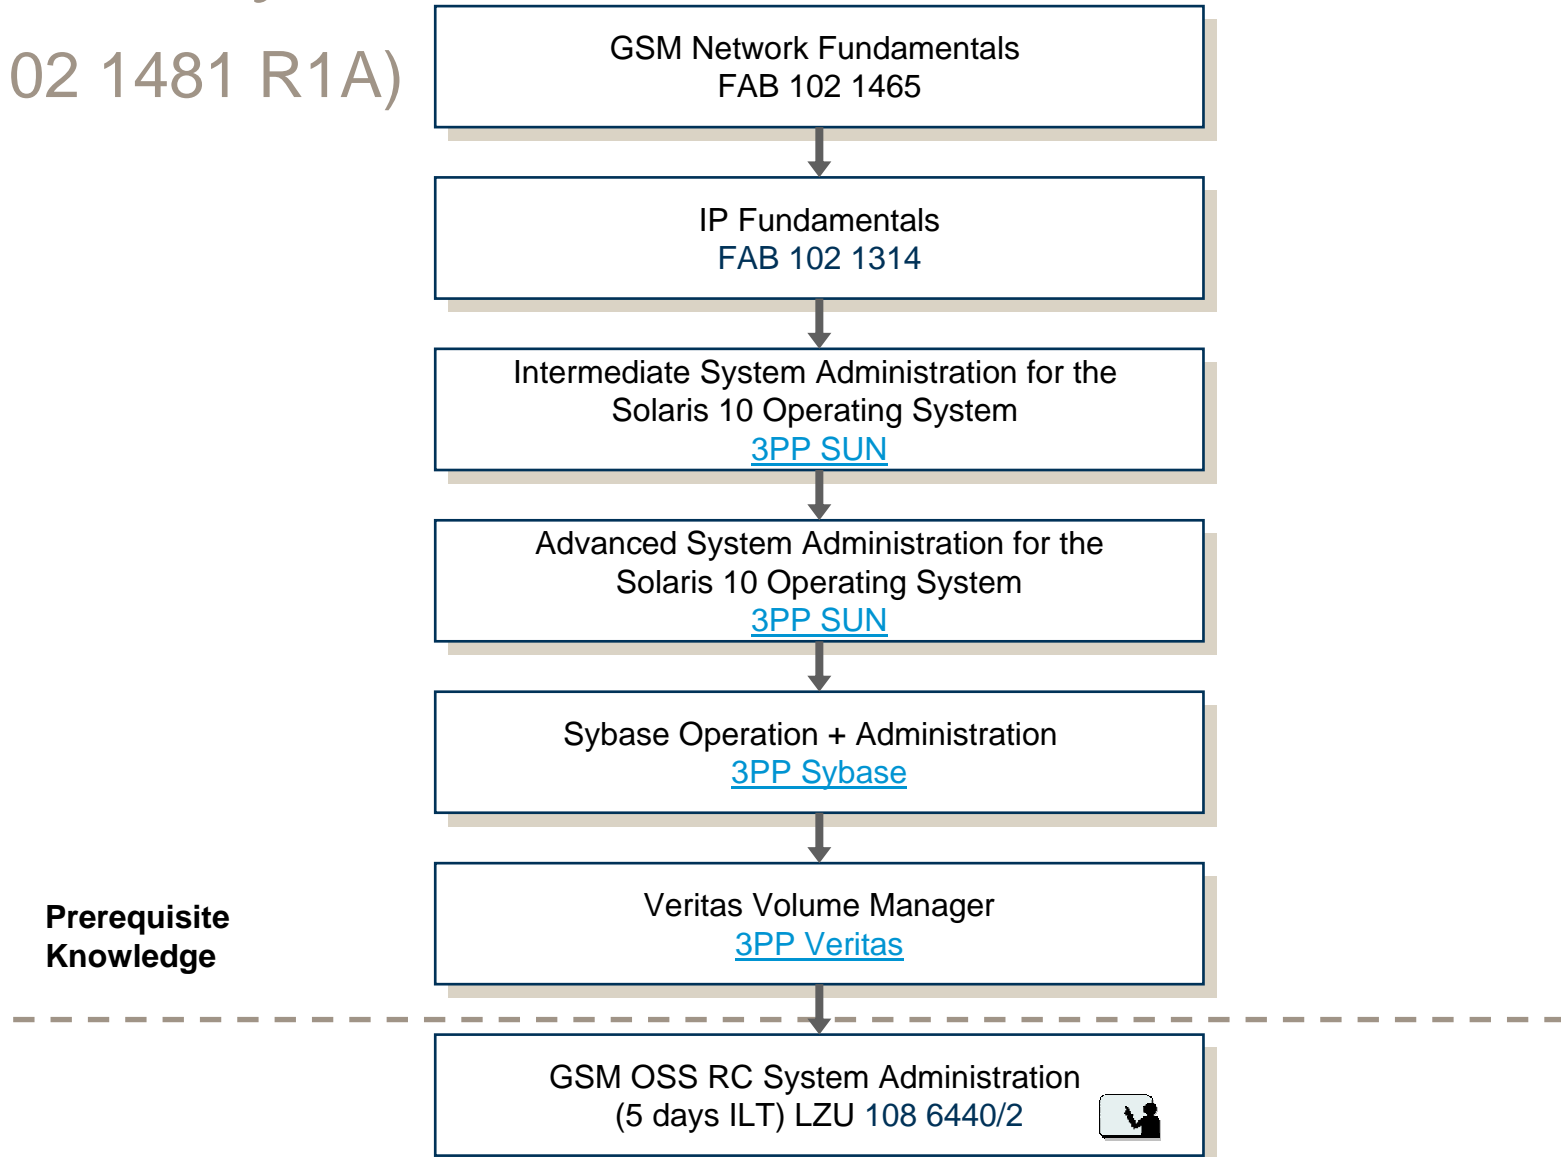 02 1481 R1A)
GSM Network Fundamentals
FAB 102 1465
IP Fundamentals
FAB 102 1314
Intermediate System Administration for the
Solaris 10 Operating System
3PP SUN
Advanced System Administration for the
Solaris 10 Operating System
3PP SUN
Sybase Operation + Administration
3PP Sybase
Veritas Volume Manager
3PP Veritas
Prerequisite
Knowledge
GSM OSS RC System Administration
(5 days ILT) LZU 108 6440/2